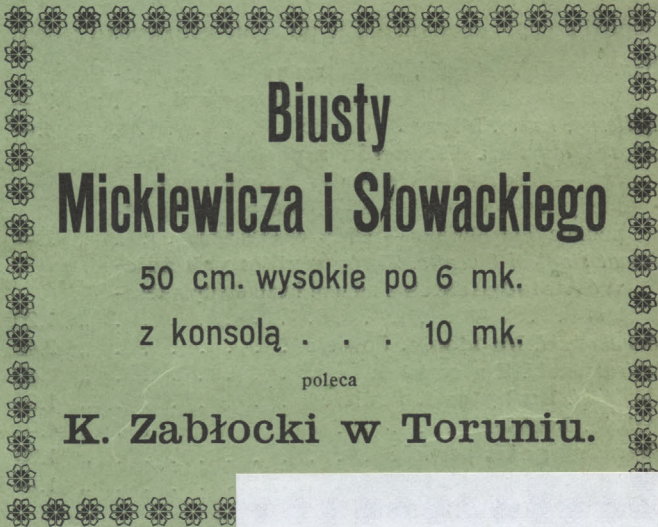 Biusty
Mickiewicza i Słowackiego
50 cm. wysokie po 6 mk.
z konsolą . . . 10 mk.
poleca
K. Zabłocki w Toruniu.